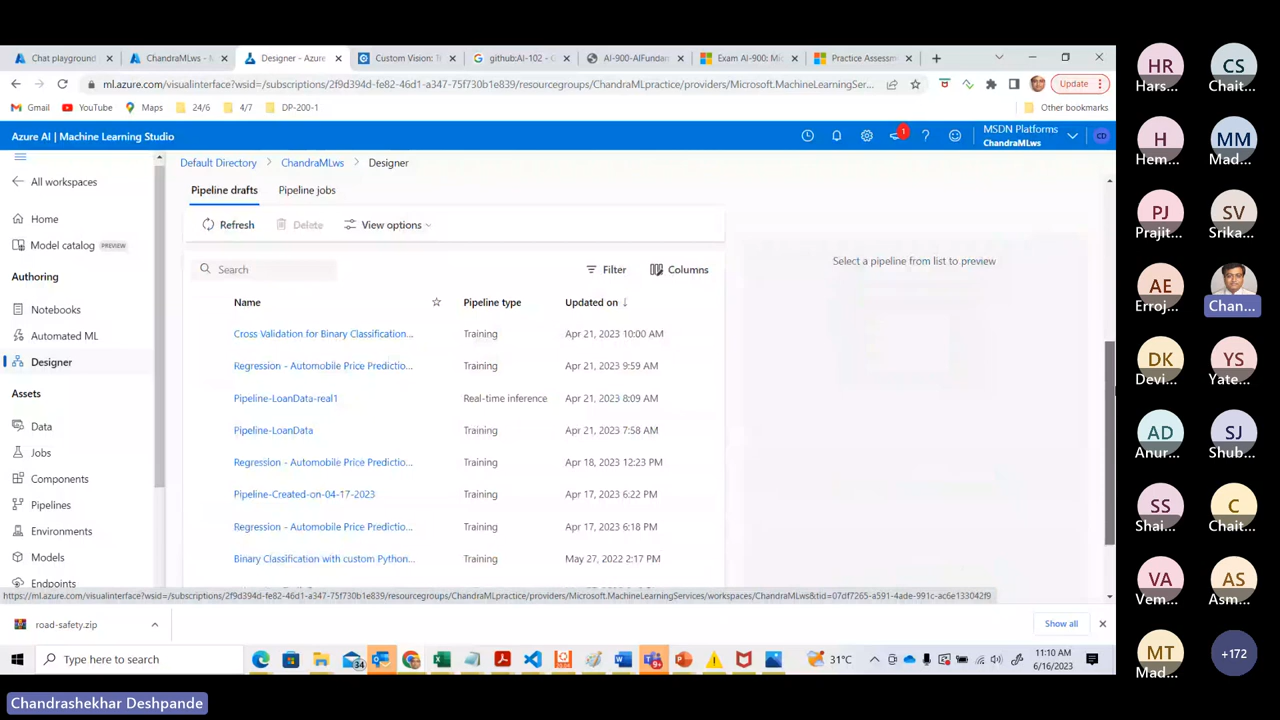 Chat playground
ChandraMLws -
Designer - Azure
Custom Vision: T
github:AI-102 - G
AI-900-AIFundam
Exam AI-900: Mi
Practice Assessm
ml.azure.com/visualinterface?wsid=/subscriptions/2f9d394d-fe82-46d1-a347-75f730b1e839/resourcegroups/ChandraMLpractice/providers/Microsoft.MachineLearningSer...
Update
Gmail
YouTube
Maps
24/6
4/7
DP-200-1
Other bookmarks
Azure AI | Machine Learning Studio
1
MSDN Platforms
ChandraMLws
CD
All workspaces
Default Directory > ChandraMLws > Designer
Home
Model catalog PREVIEW
Authoring
Notebooks
Automated ML
Designer
Assets
Data
Jobs
Components
Pipelines
Environments
Models
Endpoints
Pipeline drafts
Pipeline jobs
Refresh
Delete
View options
Search
Filter
Columns
Name Pipeline type Updated on
Cross Validation for Binary Classification... Training Apr 21, 2023 10:00 AM
Regression - Automobile Price Predictio... Training Apr 21, 2023 9:59 AM
Pipeline-LoanData-real1 Real-time inference Apr 21, 2023 8:09 AM
Pipeline-LoanData Training Apr 21, 2023 7:58 AM
Regression - Automobile Price Predictio... Training Apr 18, 2023 12:23 PM
Pipeline-Created-on-04-17-2023 Training Apr 17, 2023 6:22 PM
Regression - Automobile Price Predictio... Training Apr 17, 2023 6:18 PM
Binary Classification with custom Python... Training May 27, 2022 2:17 PM
Select a pipeline from list to preview
https://ml.azure.com/visualinterface?wsid=/subscriptions/2f9d394d-fe82-46d1-a347-75f730b1e839/resourcegroups/ChandraMLpractice/providers/Microsoft.MachineLearningServices/workspaces/ChandraMLws&tid=07df7265-a591-4ade-991c-ac6e133042f9
road-safety.zip
Show all
Type here to search
34
9+
31°C
11:10 AM
6/16/2023
Chandrashekhar Deshpande
HR
Hars...
CS
Chait...
H
Hem...
MM
Mad...
PJ
Prajit...
SV
Srika...
AE
Erroj...
Chan...
DK
Devi...
YS
Yate...
AD
Anur...
SJ
Shub...
SS
Shai...
C
Chait...
VA
Vem...
AS
Asm...
MT
Mad...
+172